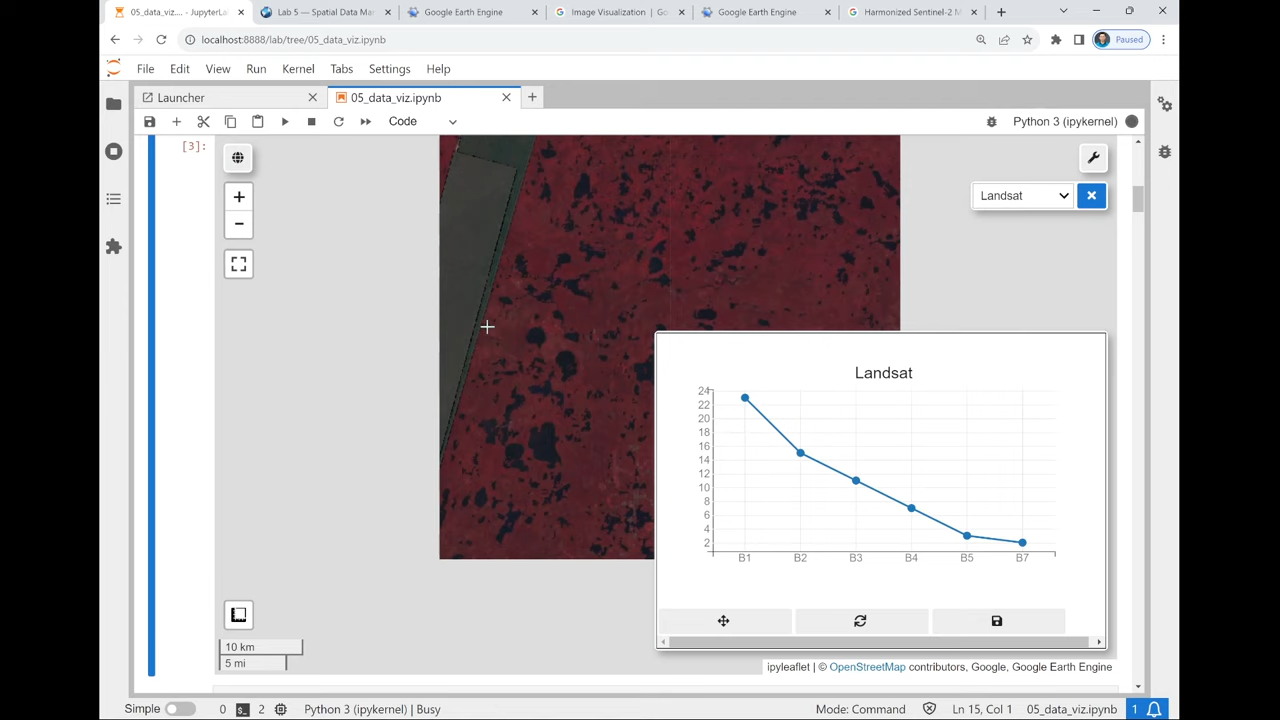 05_data_viz.... - JupyterLa
Lab 5 — Spatial Data Ma
Google Earth Engine
Image Visualization | Go
Google Earth Engine
Harmonized Sentinel-2 M
localhost:8888/lab/tree/05_data_viz.ipynb
Paused
File Edit View Run Kernel Tabs Settings Help
Launcher
05_data_viz.ipynb
Code
Python 3 (ipykernel)
[3]:
+
−
Landsat
Landsat
24
22
20
18
16
14
12
10
8
6
4
2
B1 B2 B3 B4 B5 B7
10 km
5 mi
ipyleaflet | © OpenStreetMap contributors, Google, Google Earth Engine
Simple 0 2 Python 3 (ipykernel) | Busy Mode: Command Ln 15, Col 1 05_data_viz.ipynb 1